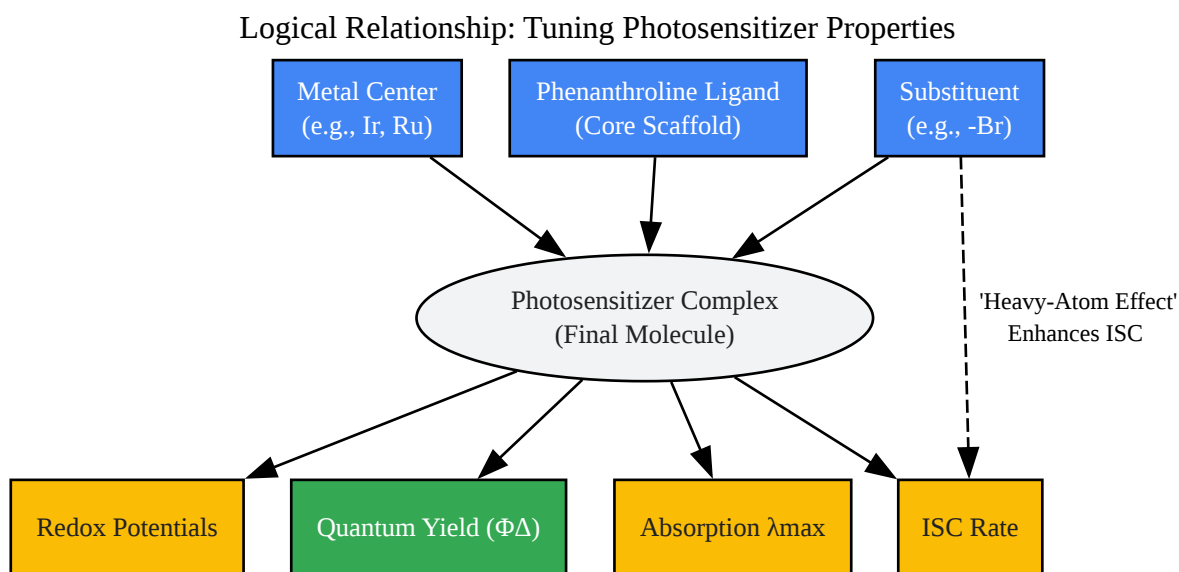 Logical Relationship: Tuning Photosensitizer Properties
Metal Center
(e.g., Ir, Ru)
Phenanthroline Ligand
(Core Scaffold)
Substituent
(e.g., -Br)
Photosensitizer Complex
(Final Molecule)
'Heavy-Atom Effect'
Enhances ISC
Redox Potentials
Quantum Yield (ΦΔ)
Absorption λmax
ISC Rate